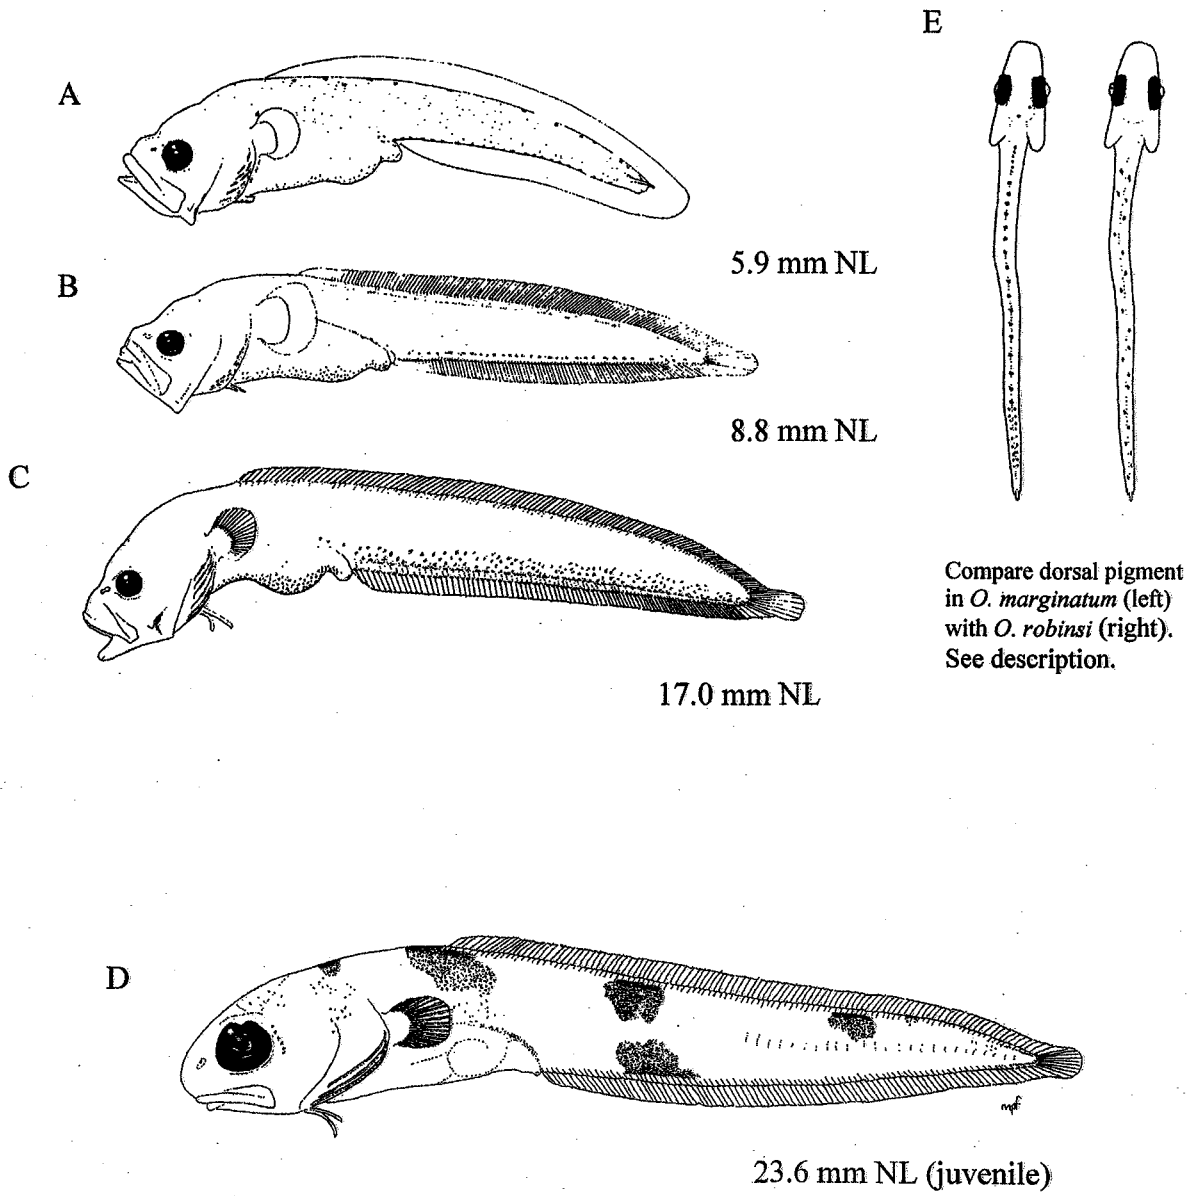 A
5.9 mm NL
B
8.8 mm NL
C
17.0 mm NL
D
23.6 mm NL (juvenile)
E
Compare dorsal pigment
in O. marginatum (left)
with O. robinsi (right).
See description.